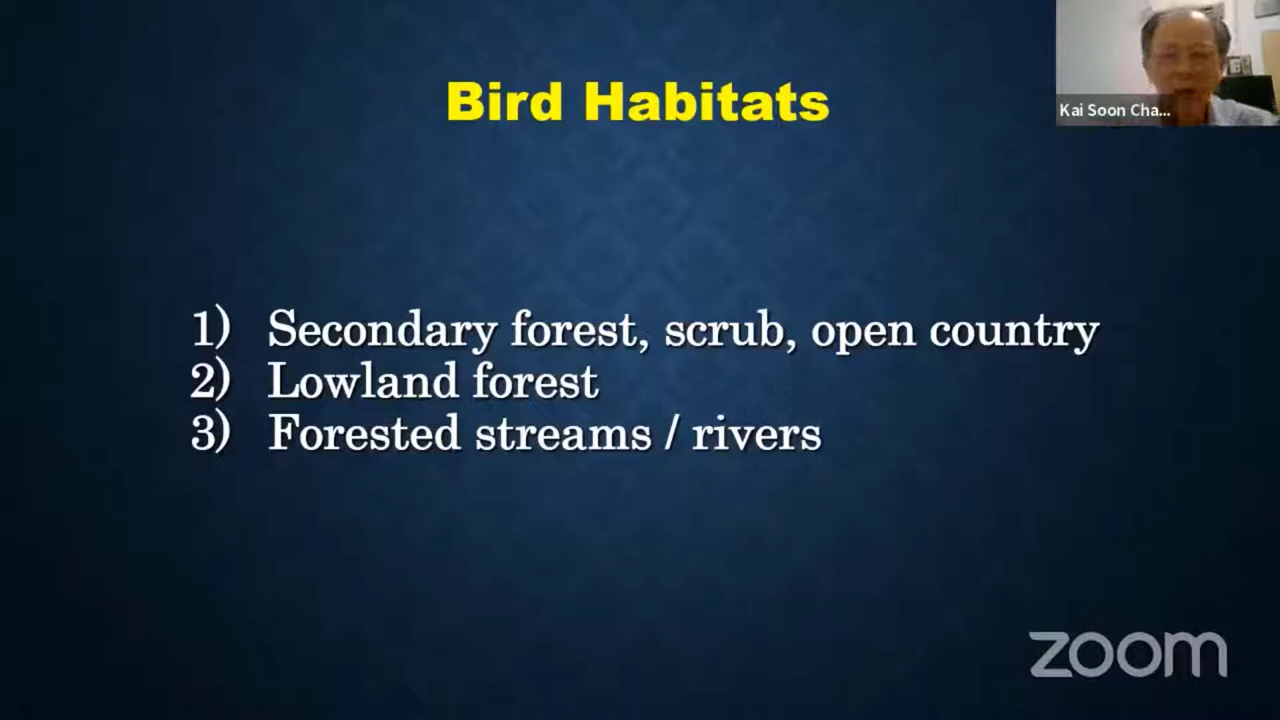 Bird Habitats
Kai Soon Cha...
1) Secondary forest, scrub, open country
2) Lowland forest
3) Forested streams / rivers
zoom